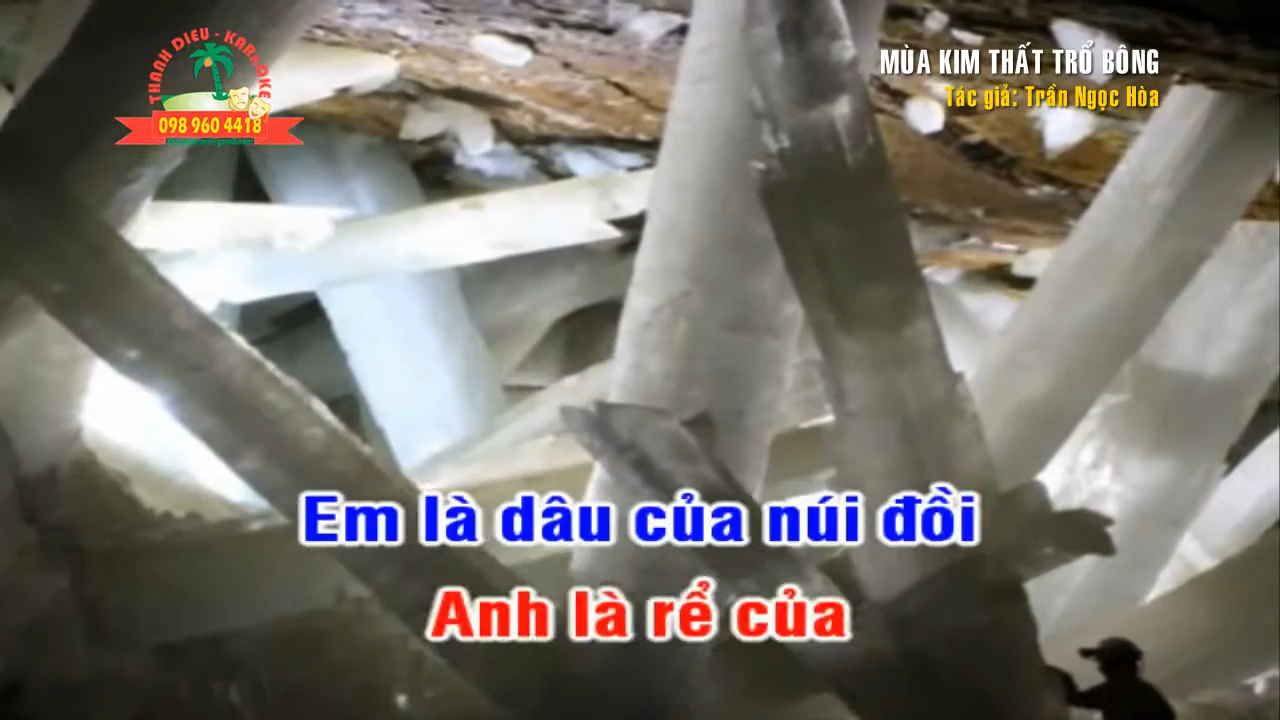 THANH DIEU - KARAOKE
098 960 4418
MÙA KIM THẤT TRỔ BÔNG
Tác giả: Trần Ngọc Hòa
Em là dâu của núi đồi
Anh là rể của